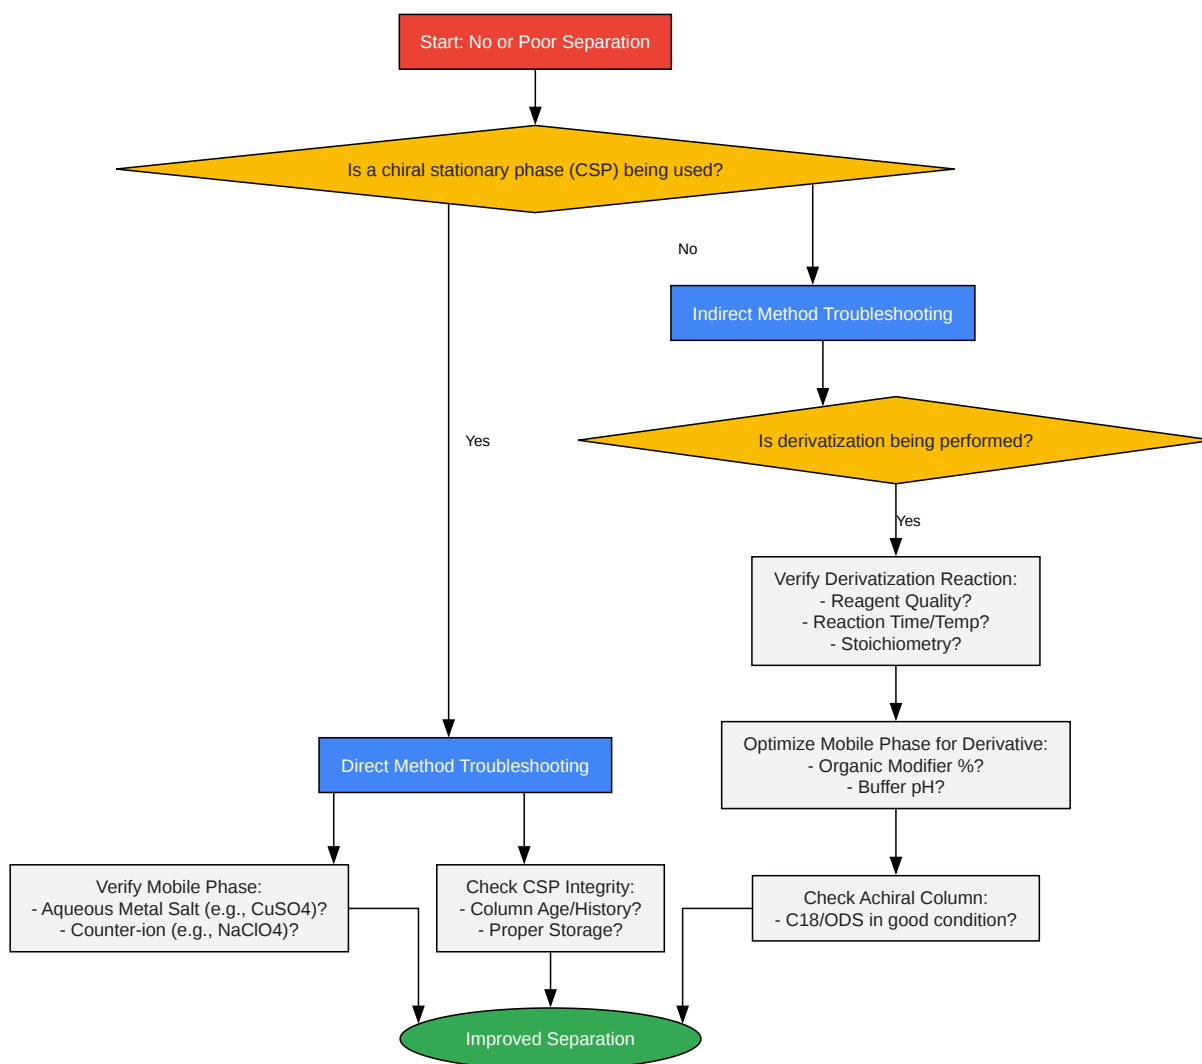 Start: No or Poor Separation
Is a chiral stationary phase (CSP) being used?
No
Indirect Method Troubleshooting
Yes
Is derivatization being performed?
Yes
Verify Derivatization Reaction:
- Reagent Quality?
- Reaction Time/Temp?
- Stoichiometry?
Optimize Mobile Phase for Derivative:
- Organic Modifier %?
- Buffer pH?
Direct Method Troubleshooting
Verify Mobile Phase:
- Aqueous Metal Salt (e.g., CuSO4)?
- Counter-ion (e.g., NaClO4)?
Check CSP Integrity:
- Column Age/History?
- Proper Storage?
Check Achiral Column:
- C18/ODS in good condition?
Improved Separation